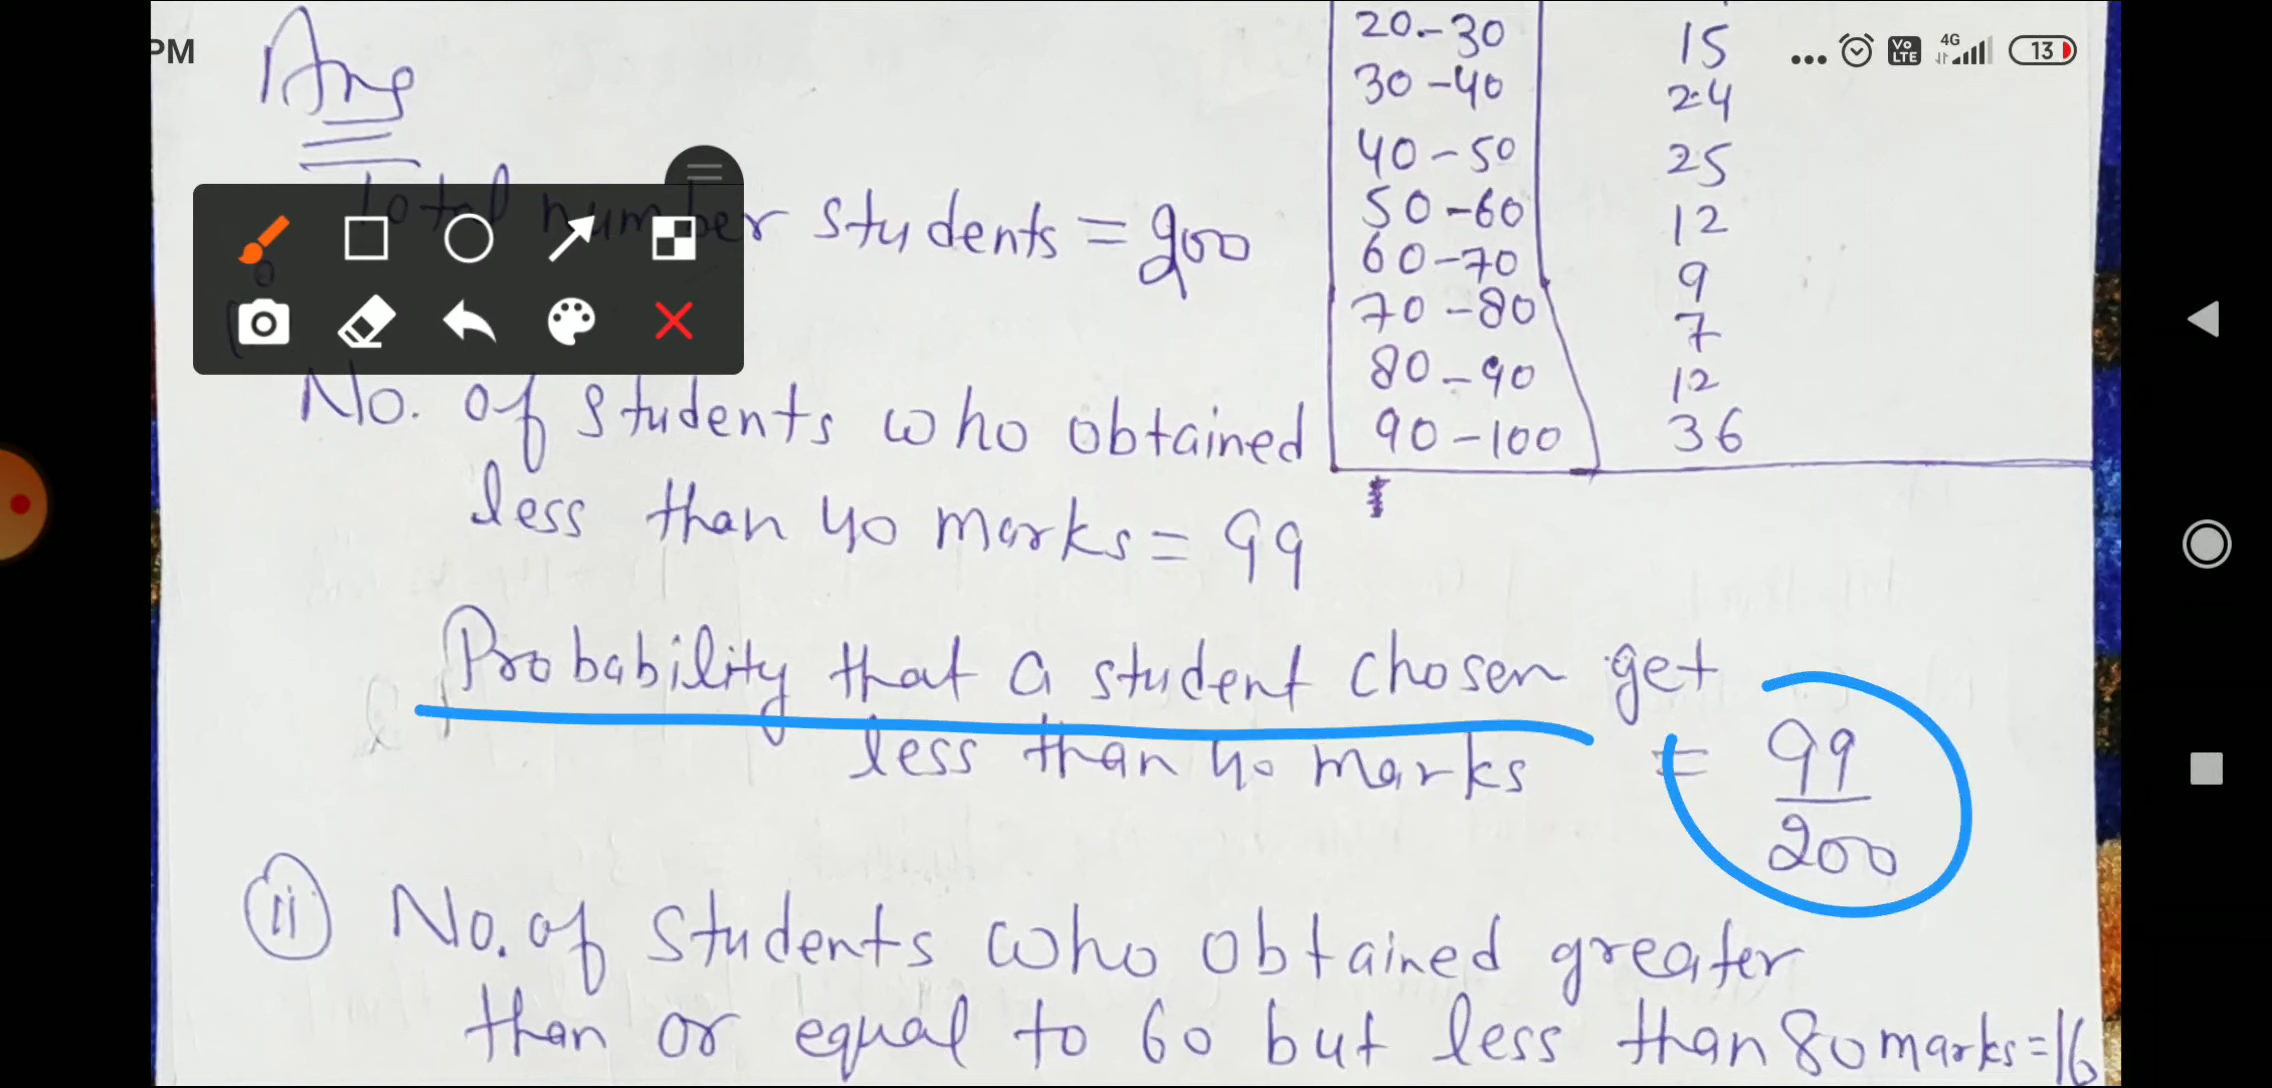 PM
4G
Vo
LTE
13
Ans
20-30 15
30-40 24
40-50 25
50-60 12
60-70 9
70-80 7
80-90 12
90-100 36
Total number students = 200
No. of students who obtained
less than 40 marks = 99
Probability that a student chosen get
less than 40 marks = 99/200
(ii) No. of students who obtained greater
than or equal to 60 but less than 80 marks = 16